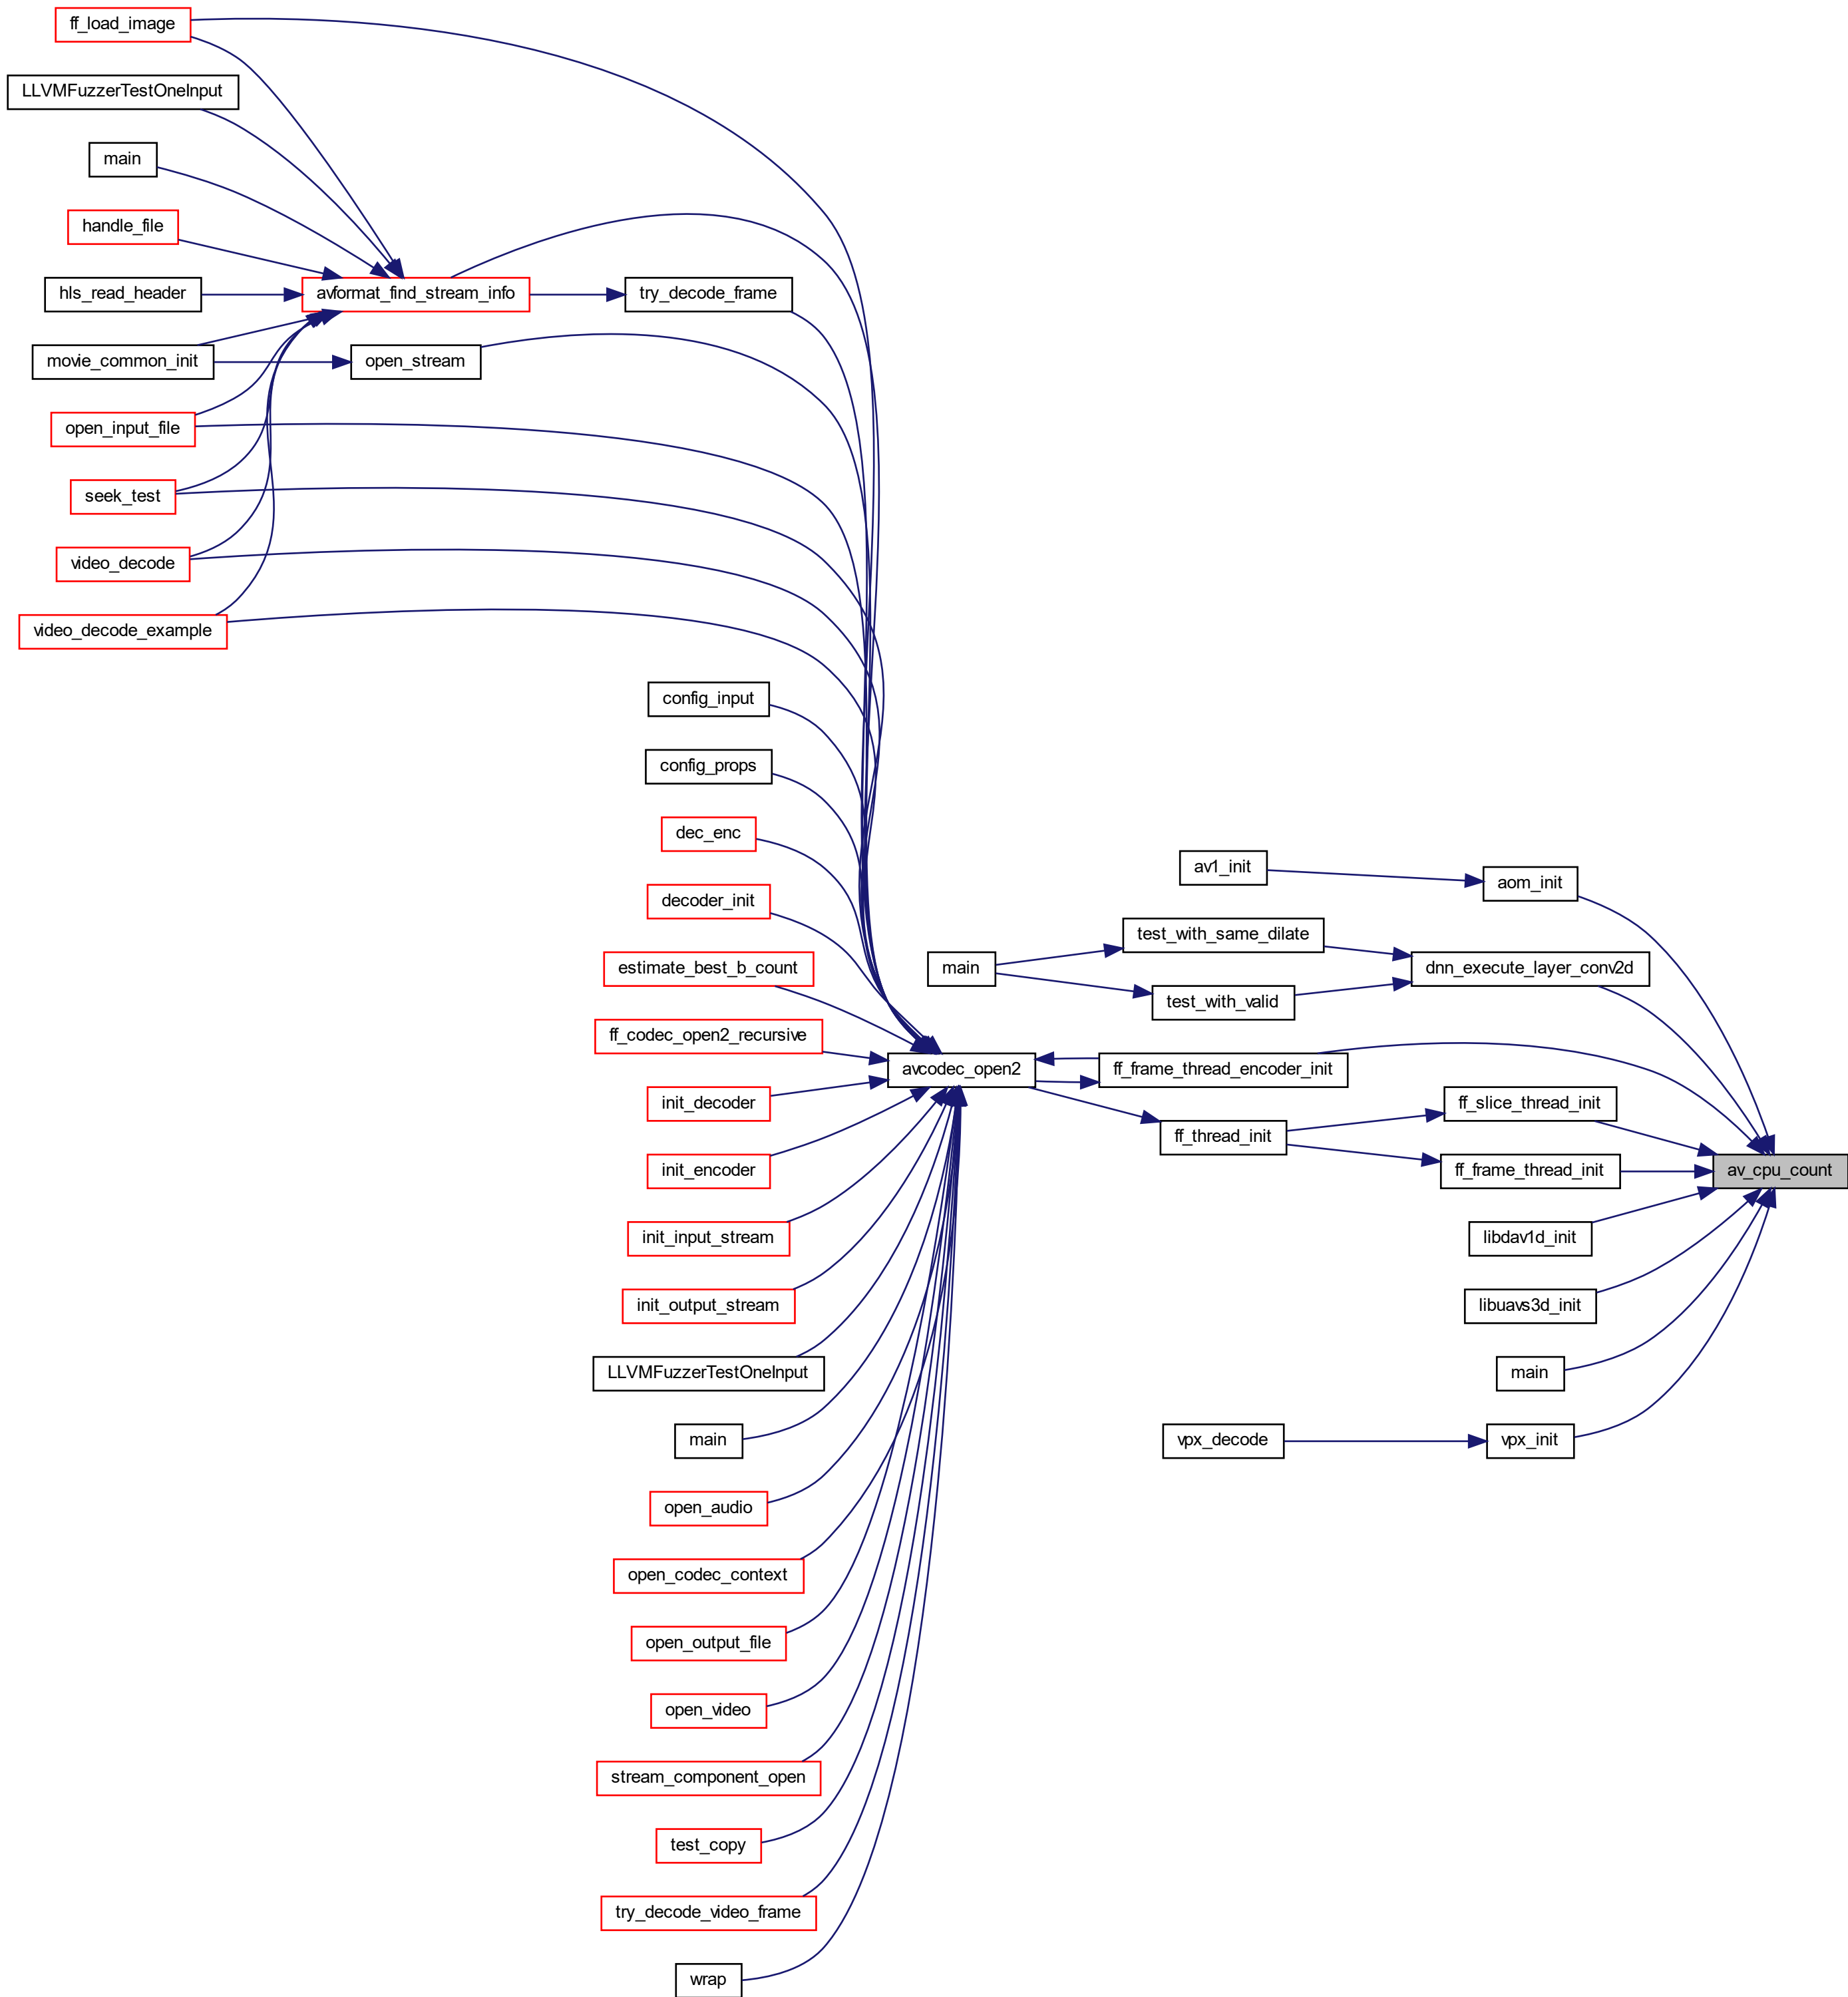 ff_load_image
LLVMFuzzerTestOneInput
main
handle_file
hls_read_header
avformat_find_stream_info
try_decode_frame
movie_common_init
open_stream
open_input_file
seek_test
video_decode
video_decode_example
config_input
config_props
dec_enc
decoder_init
estimate_best_b_count
ff_codec_open2_recursive
avcodec_open2
init_decoder
init_encoder
init_input_stream
init_output_stream
LLVMFuzzerTestOneInput
main
open_audio
open_codec_context
open_output_file
open_video
stream_component_open
test_copy
try_decode_video_frame
wrap
av1_init
aom_init
test_with_same_dilate
main
dnn_execute_layer_conv2d
test_with_valid
ff_frame_thread_encoder_init
ff_slice_thread_init
ff_thread_init
ff_frame_thread_init
av_cpu_count
libdav1d_init
libuavs3d_init
main
vpx_decode
vpx_init